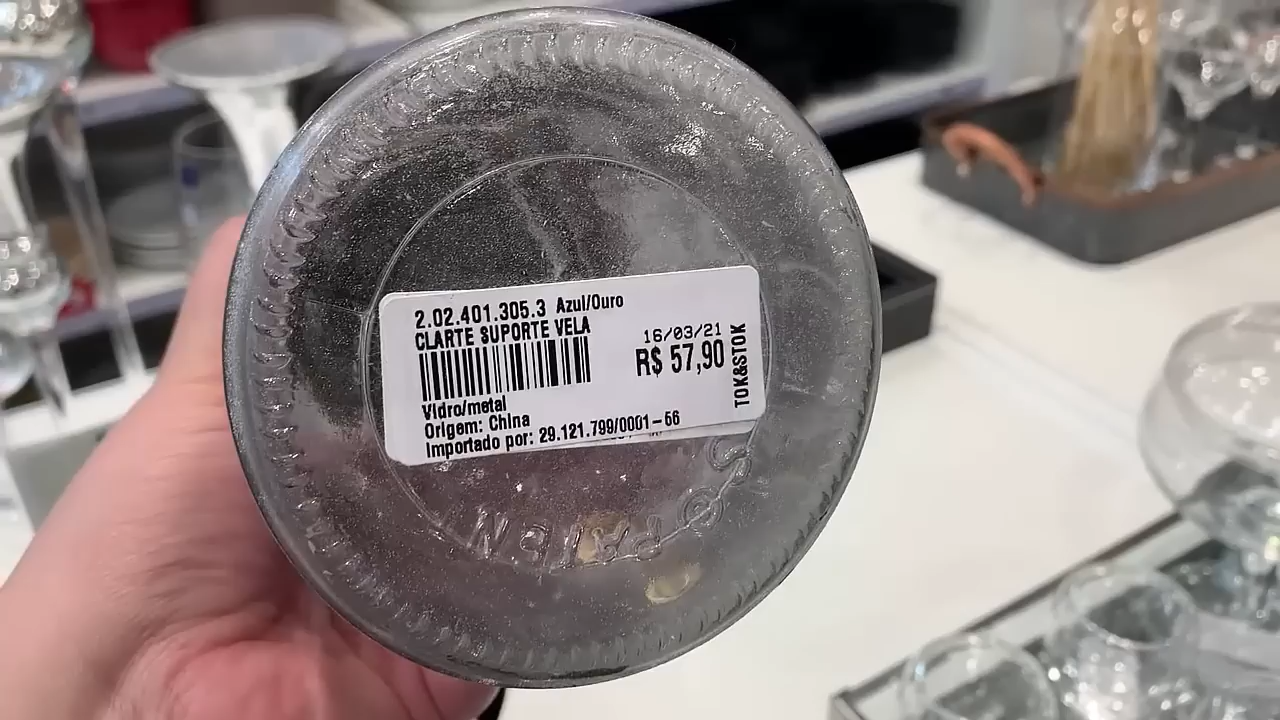 2.02.401.305.3 Azul/Ouro
CLARTE SUPORTE VELA
16/03/21
R$ 57,90
TOK&STOK
Vidro/metal
Origem: China
Importado por: 29.121.799/0001-56